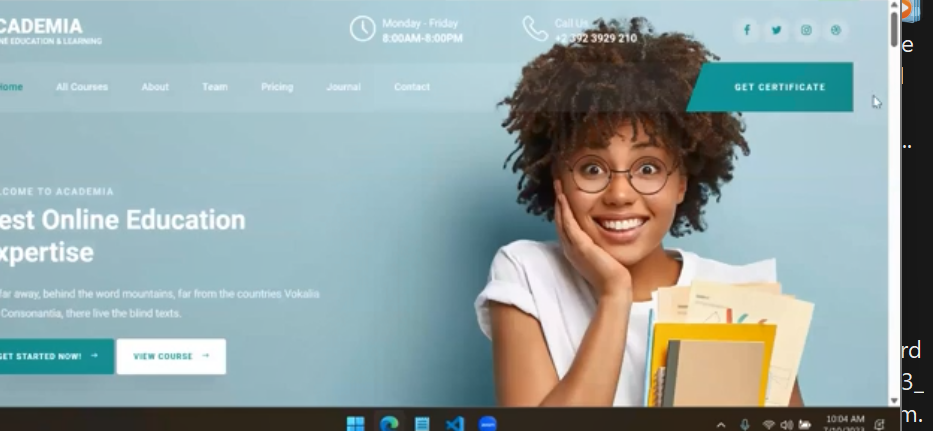 CADEMIA
NE EDUCATION & LEARNING
Monday - Friday
8:00AM-8:00PM
Call Us
+2 392 3929 210
Home
All Courses
About
Team
Pricing
Journal
Contact
GET CERTIFICATE
LCOME TO ACADEMIA
est Online Education
xpertise
far away, behind the word mountains, far from the countries Vokalis
Consonantia, there live the blind texts.
GET STARTED NOW!
VIEW COURSE
10:04 AM
e
..
rd
3_
m.